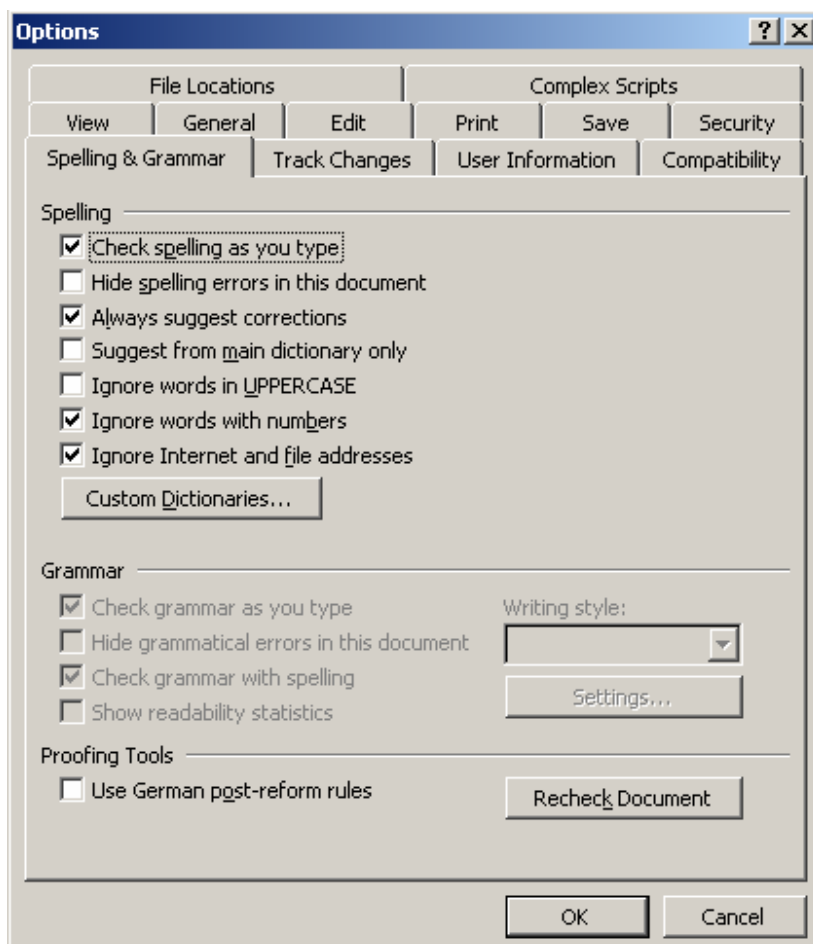 Options
File Locations Complex Scripts
View General Edit Print Save Security
Spelling & Grammar Track Changes User Information Compatibility
Spelling
Check spelling as you type
Hide spelling errors in this document
Always suggest corrections
Suggest from main dictionary only
Ignore words in UPPERCASE
Ignore words with numbers
Ignore Internet and file addresses
Custom Dictionaries...
Grammar
Check grammar as you type Writing style:
Hide grammatical errors in this document
Check grammar with spelling Settings...
Show readability statistics
Proofing Tools
Use German post-reform rules Recheck Document
OK Cancel